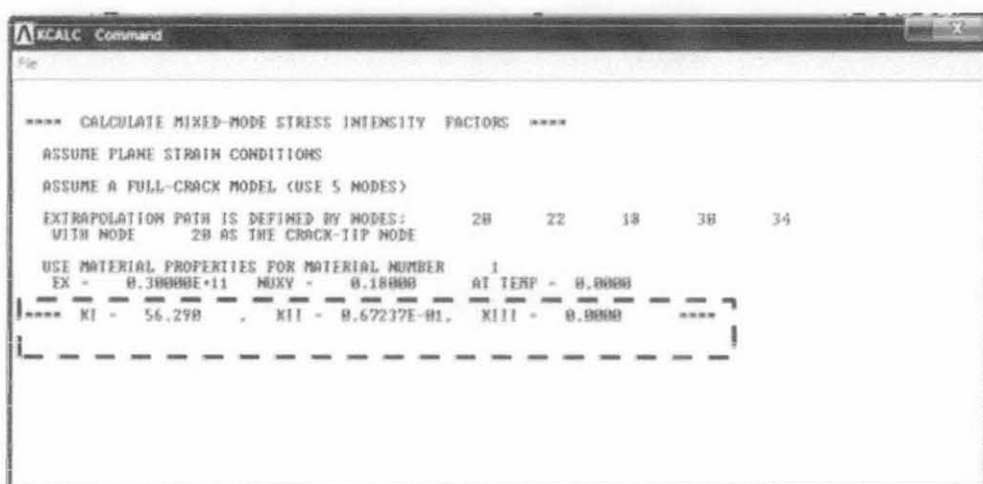 KCALC Command
File
**** CALCULATE MIXED-MODE STRESS INTENSITY FACTORS ****
ASSUME PLANE STRAIN CONDITIONS
ASSUME A FULL-CRACK MODEL (USE 5 NODES)
EXTRAPOLATION PATH IS DEFINED BY NODES: 20 22 18 30 34
WITH NODE 20 AS THE CRACK-TIP NODE
USE MATERIAL PROPERTIES FOR MATERIAL NUMBER 1
EX = 0.30000E+11 NUXY = 0.18000 AT TEMP = 0.0000
**** KI = 56.290 , KII = 0.67237E-01, KIII = 0.0000 ****